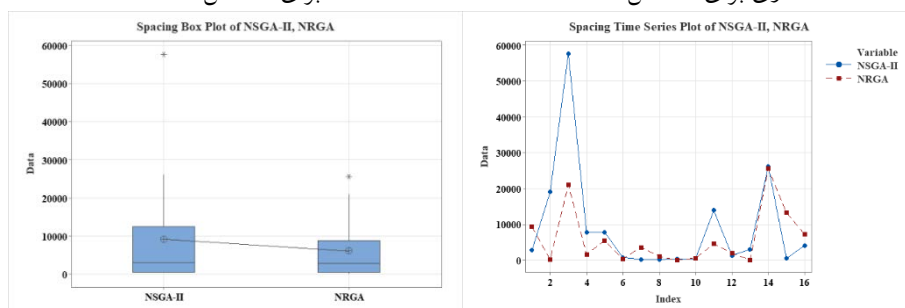 Spacing Box Plot of NSGA-II, NRGA
60000
50000
40000
30000
20000
10000
0
Data
NSGA-II
NRGA
Spacing Time Series Plot of NSGA-II, NRGA
60000
50000
40000
30000
20000
10000
0
Data
2 4 6 8 10 12 14 16
Index
Variable
NSGA-II
NRGA